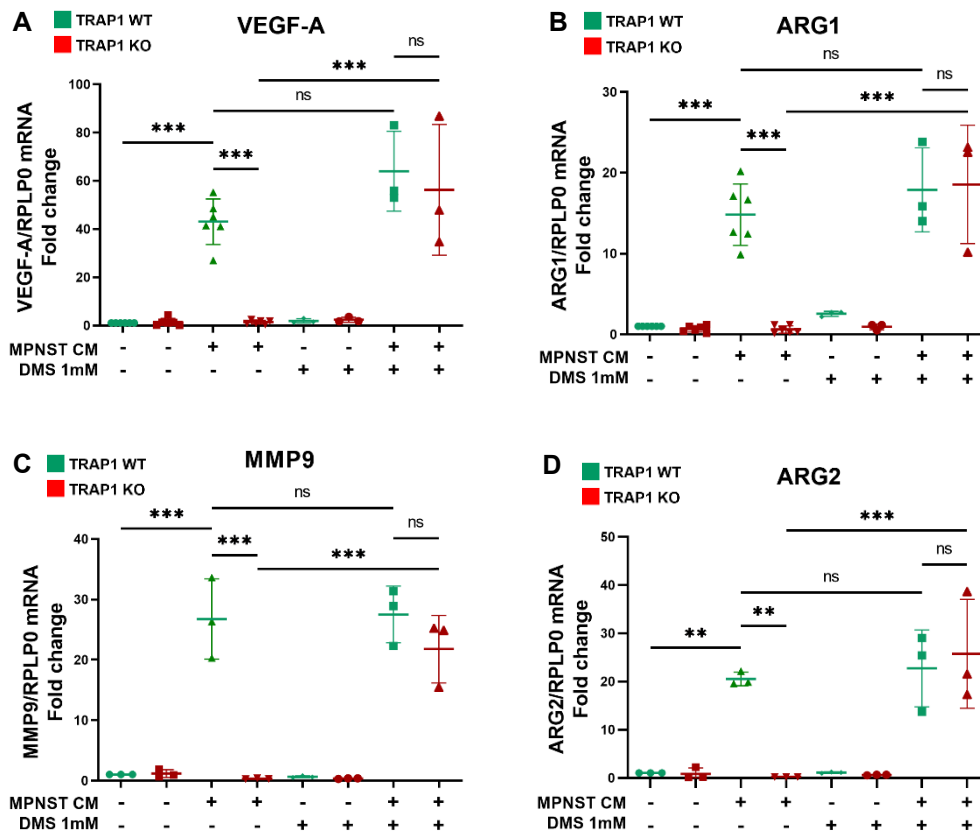 A
TRAP1 WT
TRAP1 KO
VEGF-A
ns
***
ns
***
***
VEGF-A/RPLP0 mRNA
Fold change
100
80
60
40
20
0
MPNST CM - - + + - - + +
DMS 1mM - - - - + + + +
B
TRAP1 WT
TRAP1 KO
ARG1
ns
ns
***
***
***
ARG1/RPLP0 mRNA
Fold change
30
20
10
0
MPNST CM - - + + - - + +
DMS 1mM - - - - + + + +
C
TRAP1 WT
TRAP1 KO
MMP9
ns
***
ns
***
***
MMP9/RPLP0 mRNA
Fold change
40
30
20
10
0
MPNST CM - - + + - - + +
DMS 1mM - - - - + + + +
D
TRAP1 WT
TRAP1 KO
ARG2
***
ns
ns
**
**
ARG2/RPLP0 mRNA
Fold change
50
40
30
20
10
0
MPNST CM - - + + - - + +
DMS 1mM - - - - + + + +